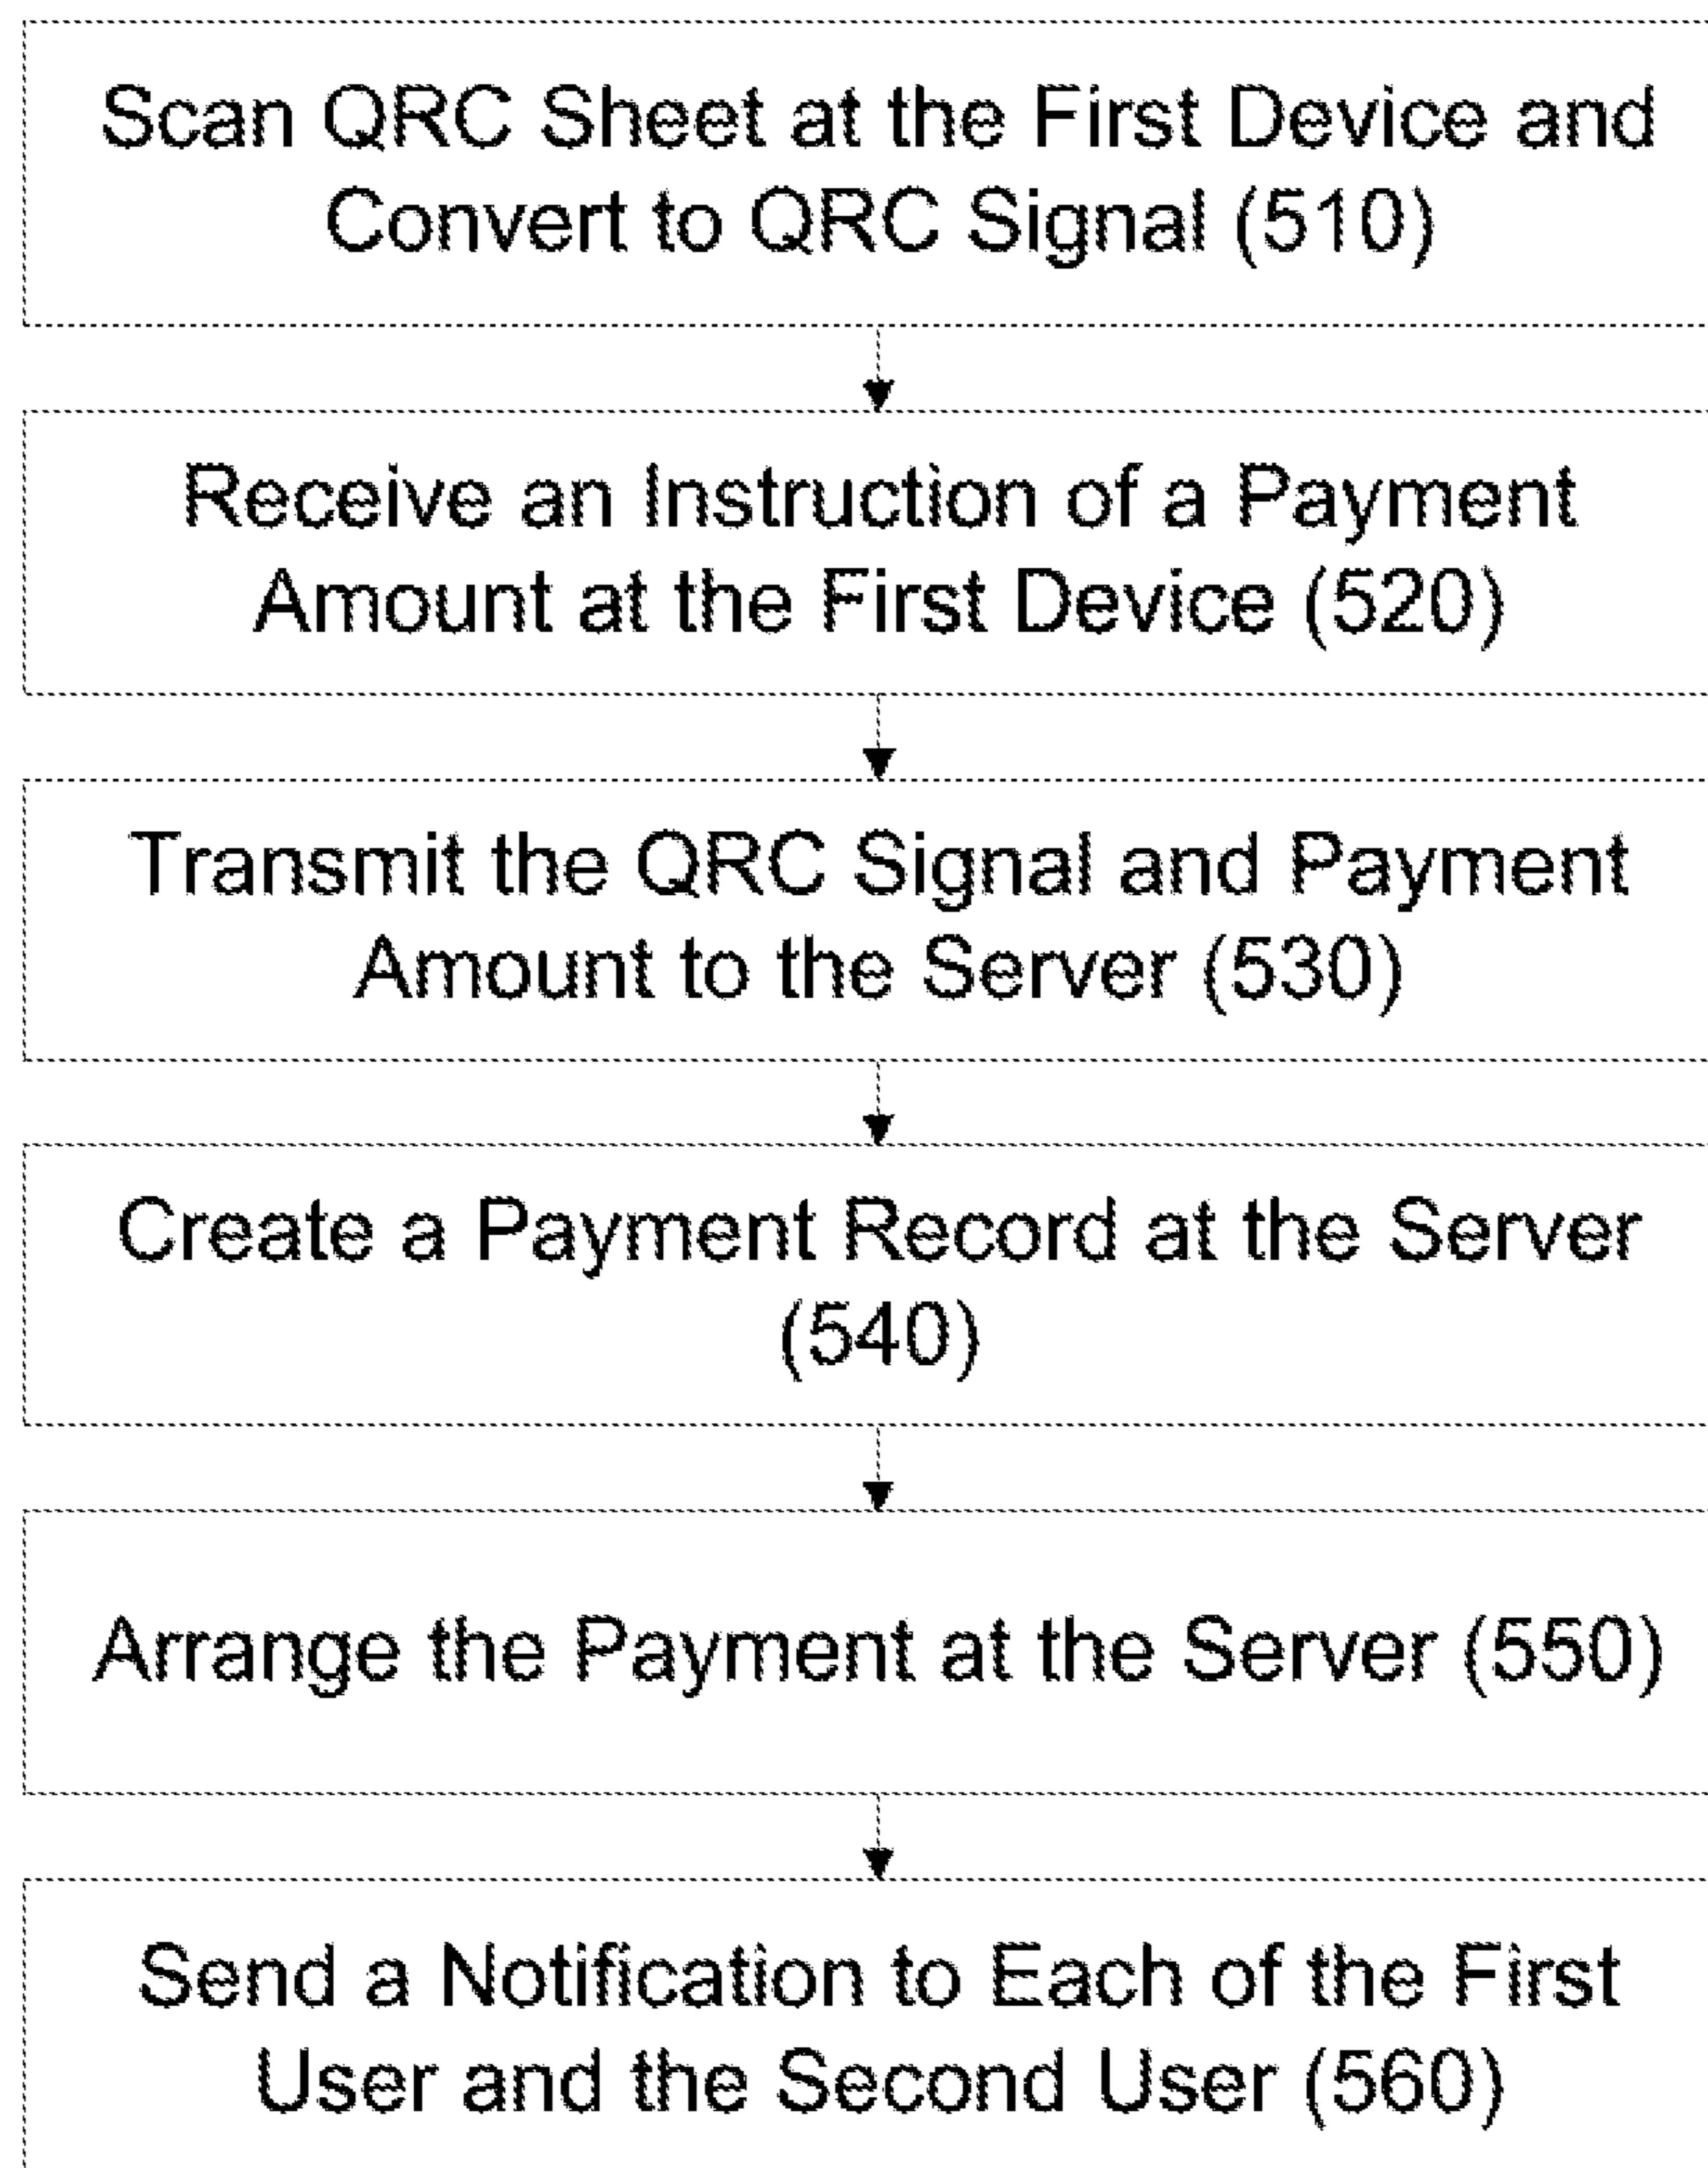 Scan QRC Sheet at the First Device and
Convert to QRC Signal (510)
Receive an Instruction of a Payment
Amount at the First Device (520)
Transmit the QRC Signal and Payment
Amount to the Server (530)
Create a Payment Record at the Server
(540)
Arrange the Payment at the Server (550)
Send a Notification to Each of the First
User and the Second User (560)